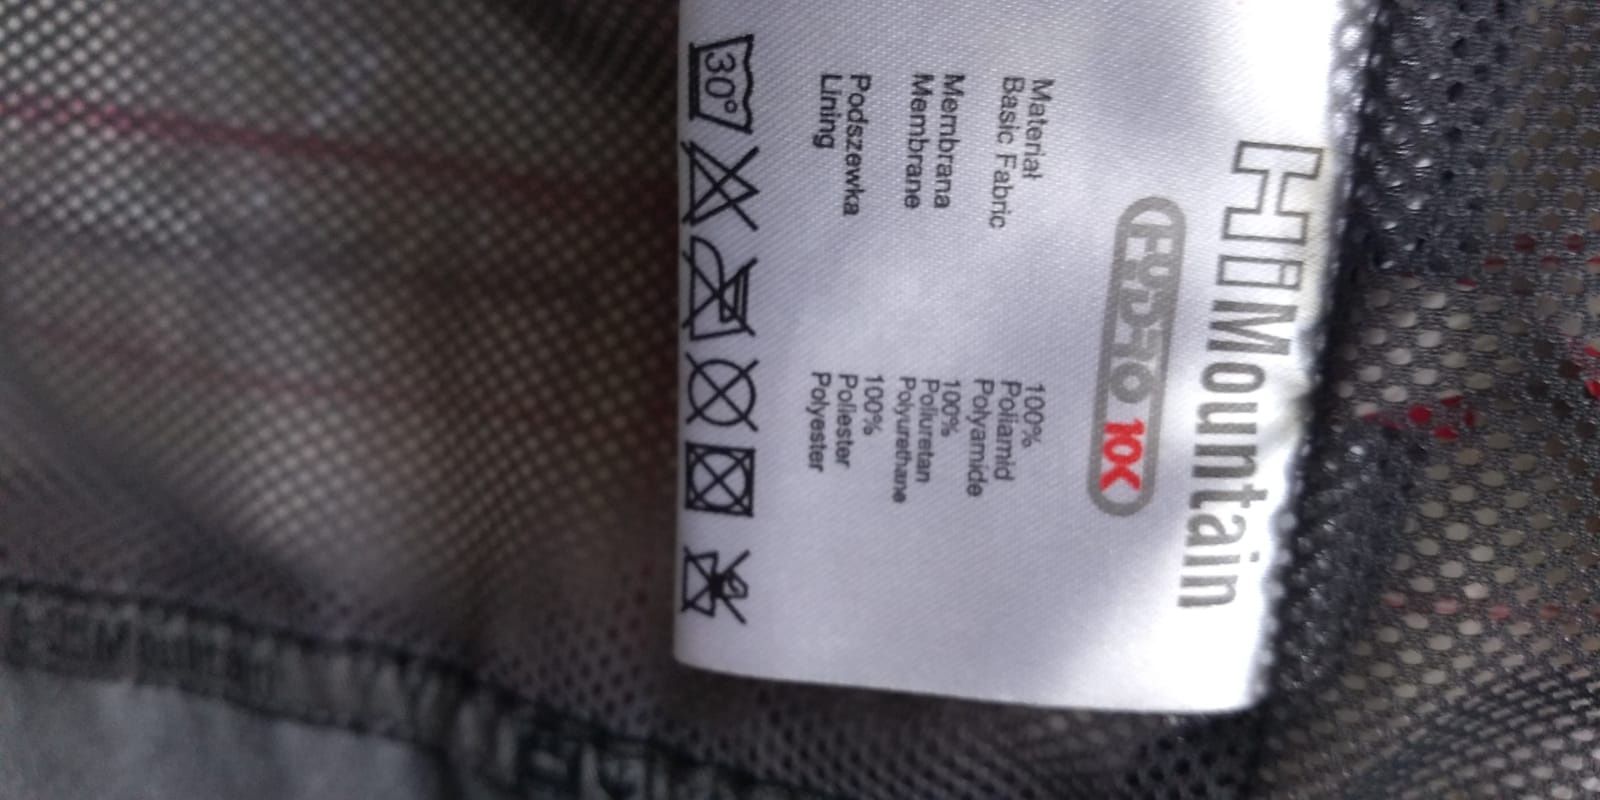 HiMountain
EUDRO 10K
Materiał
Basic Fabric
100%
Poliamid
Polyamide
Membrana
Membrane
100%
Poliuretan
Polyurethane
Podszewka
Lining
100%
Poliester
Polyester
30°